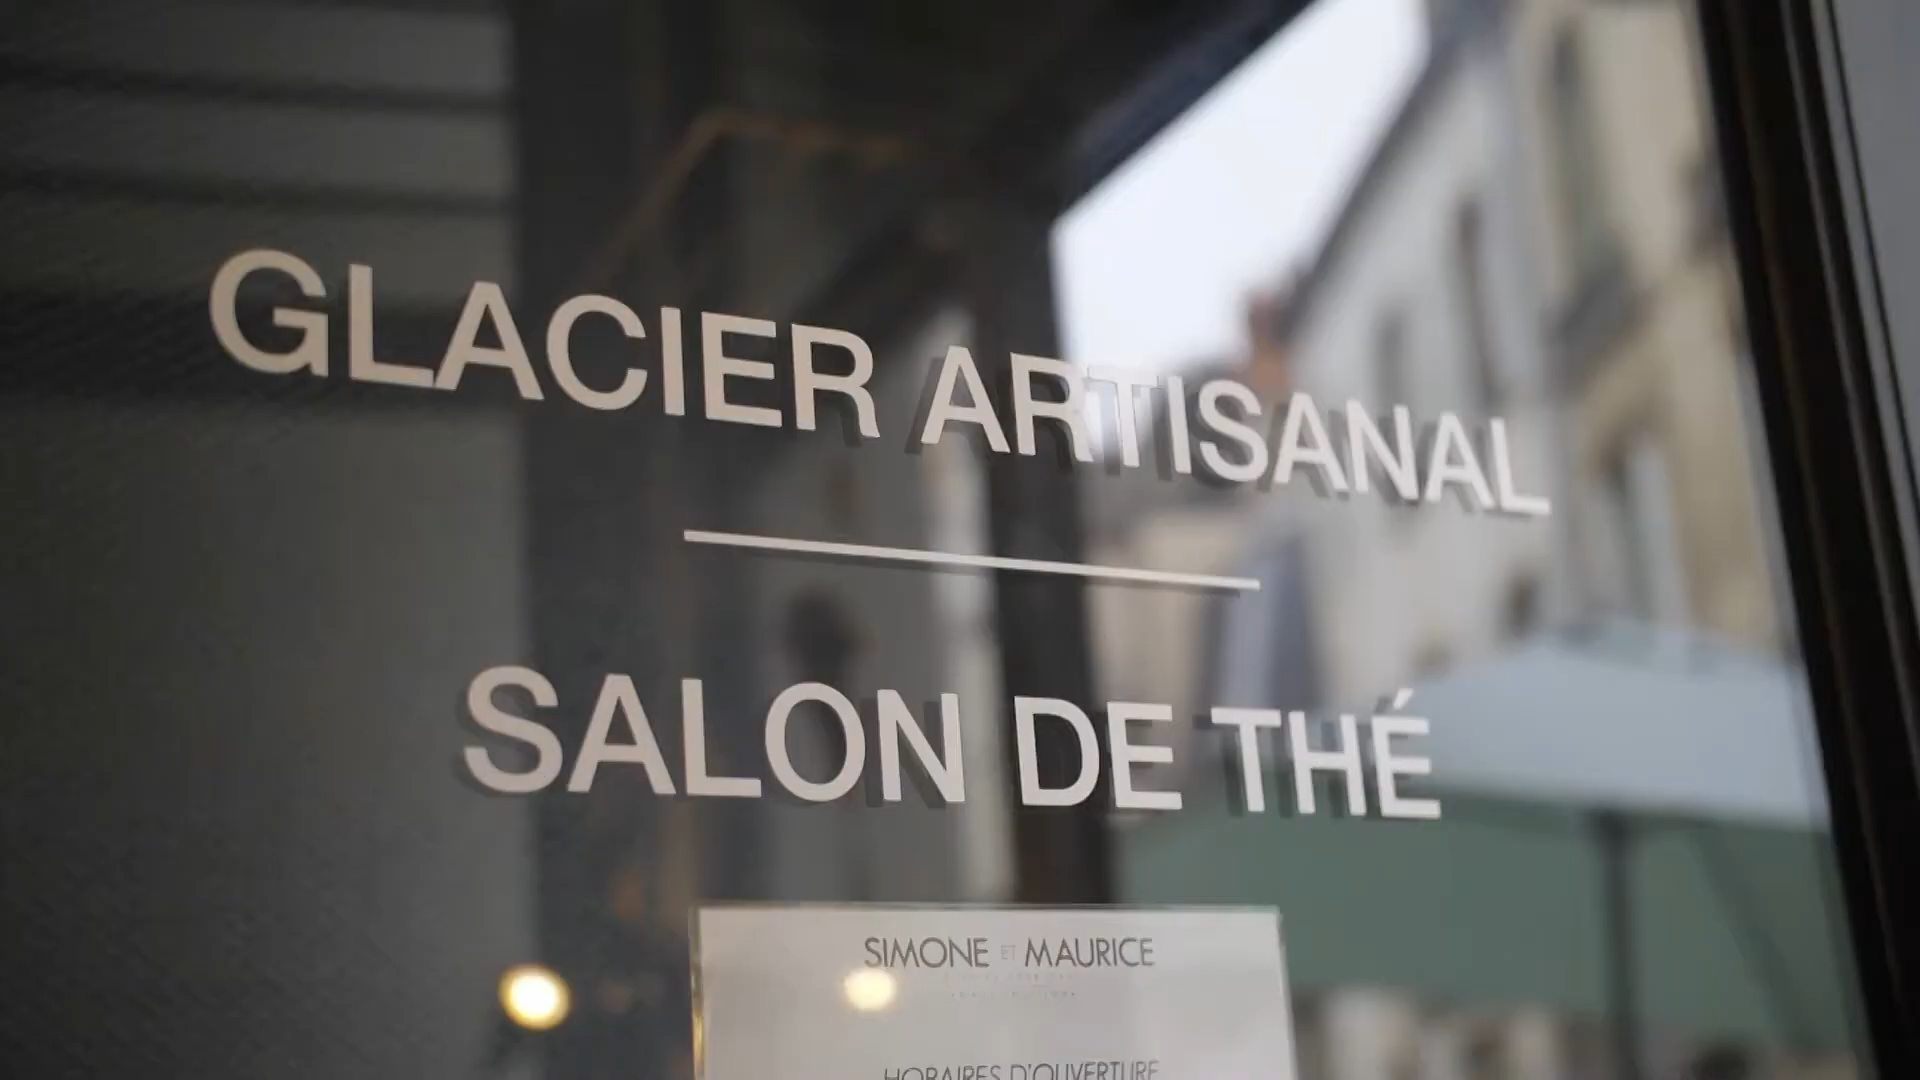 GLACIER ARTISANAL
SALON DE THÉ
SIMONE ET MAURICE
HORAIRES D'OUVERTURE